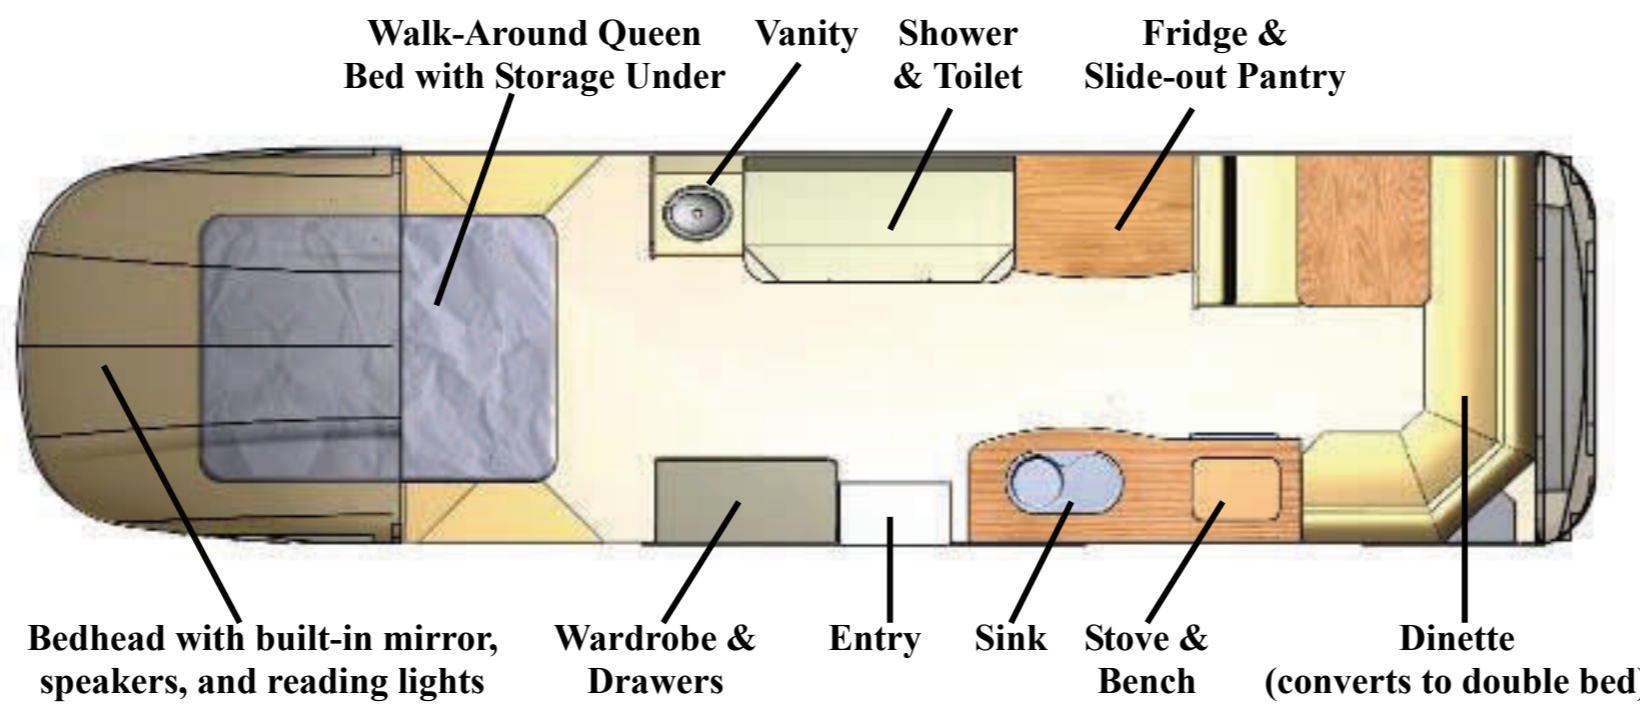 Walk-Around Queen
Bed with Storage Under
Vanity
Shower
& Toilet
Fridge &
Slide-out Pantry
Bedhead with built-in mirror,
speakers, and reading lights
Wardrobe &
Drawers
Entry
Sink
Stove &
Bench
Dinette
(converts to double bed)